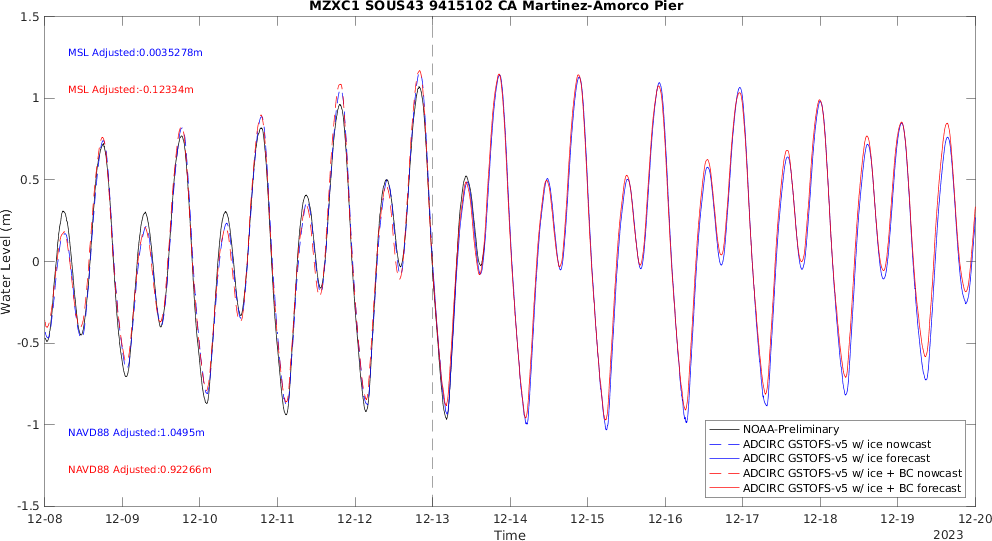 MZXC1 SOUS43 9415102 CA Martinez-Amorco Pier
MSL Adjusted:0.0035278m
MSL Adjusted:-0.12334m
NAVD88 Adjusted:1.0495m
NAVD88 Adjusted:0.92266m
Water Level (m)
1.5
1
0.5
0
-0.5
-1
-1.5
NOAA-Preliminary
ADCIRC GSTOFS-v5 w/ ice nowcast
ADCIRC GSTOFS-v5 w/ ice forecast
ADCIRC GSTOFS-v5 w/ ice + BC nowcast
ADCIRC GSTOFS-v5 w/ ice + BC forecast
12-08 12-09 12-10 12-11 12-12 12-13 12-14 12-15 12-16 12-17 12-18 12-19 12-20
Time
2023